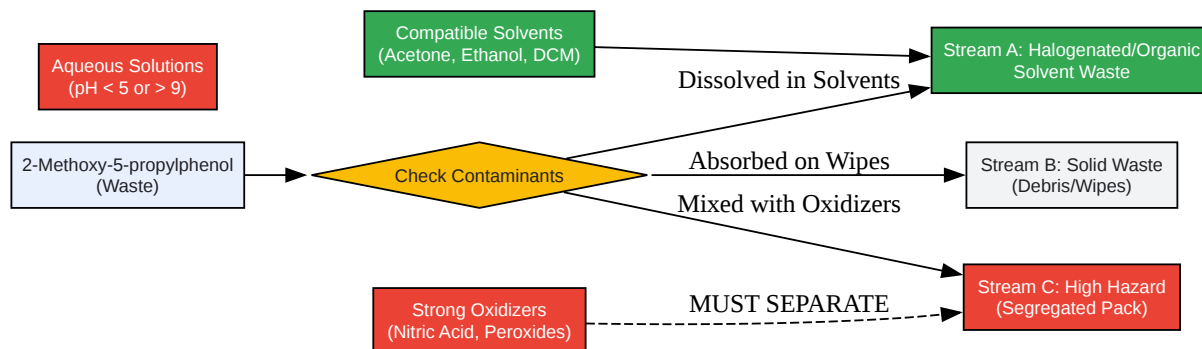 Compatible Solvents
(Acetone, Ethanol, DCM)
Stream A: Halogenated/Organic
Solvent Waste
Aqueous Solutions
(pH < 5 or > 9)
Dissolved in Solvents
2-Methoxy-5-propylphenol
(Waste)
Check Contaminants
Absorbed on Wipes
Stream B: Solid Waste
(Debris/Wipes)
Mixed with Oxidizers
Strong Oxidizers
(Nitric Acid, Peroxides)
MUST SEPARATE
Stream C: High Hazard
(Segregated Pack)